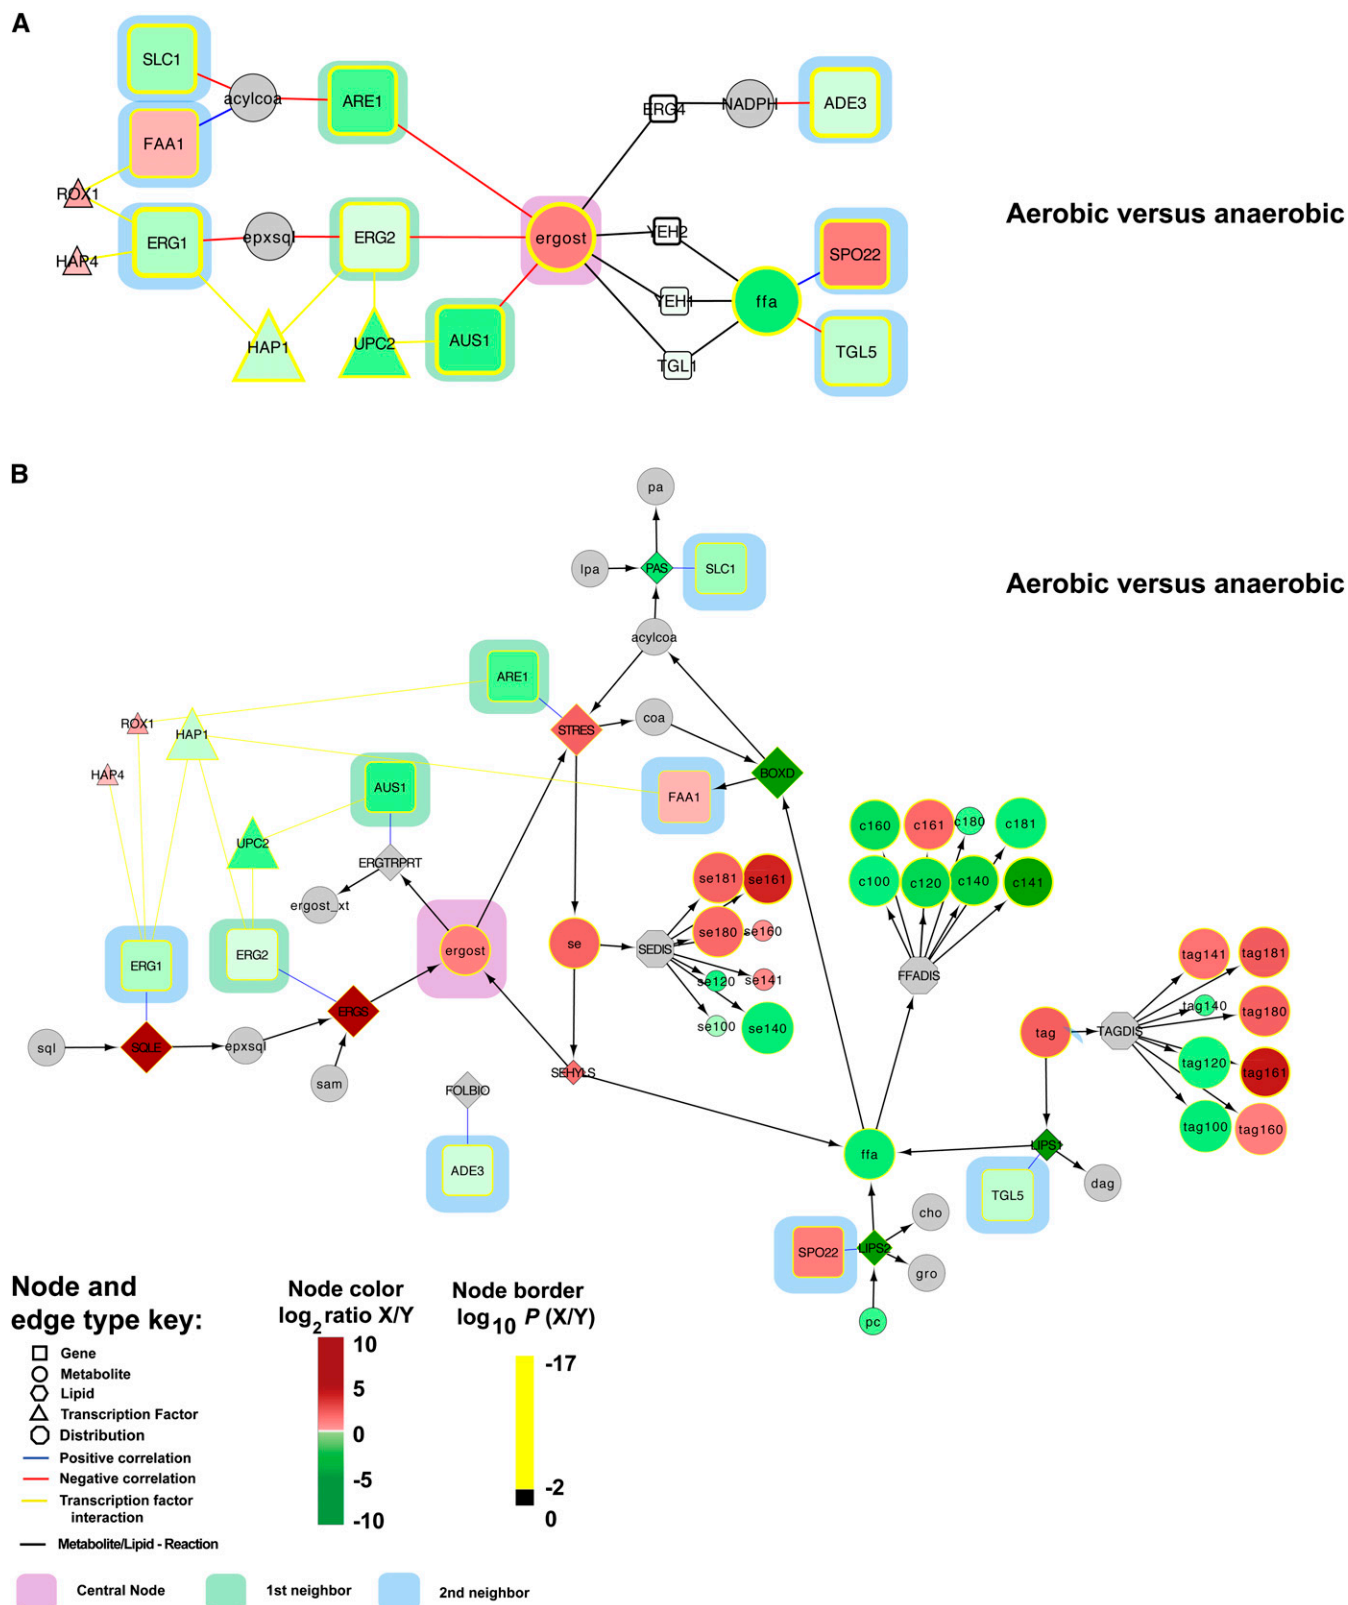 A
SLC1
acylcoa
ARE1
ERG4
NADPH
ADE3
FAA1
ROX1
Aerobic versus anaerobic
ERG1
epxsql
ERG2
ergost
YEH2
SPO22
HAP4
YEH1
ffa
HAP1
UPC2
AUS1
TGL1
TGL5
B
pa
Aerobic versus anaerobic
lpa
PAS
SLC1
acylcoa
ARE1
ROX1
HAP1
STRES
coa
HAP4
AUS1
FAA1
BOXD
UPC2
ERGTRPRT
c160
c161
c180
c181
ergost_xt
se181
se161
c100
c120
c140
c141
ERG1
ERG2
ergost
se
SEDIS
se180
se160
FFADIS
tag141
tag181
se120
se141
tag140
tag180
sql
SQLE
epxsql
ERGS
se100
se140
tag
TAGDIS
tag120
tag161
sam
FOLBIO
SEHYLS
tag100
tag160
ADE3
ffa
LIPS1
TGL5
dag
cho
SPO22
LIPS2
gro
pc
Node and
edge type key:
Gene
Metabolite
Lipid
Transcription Factor
Distribution
Positive correlation
Negative correlation
Transcription factor
interaction
Metabolite/Lipid - Reaction
Node color
log2 ratio X/Y
10
5
0
-5
-10
Node border
log10 P (X/Y)
-17
-2
0
Central Node
1st neighbor
2nd neighbor